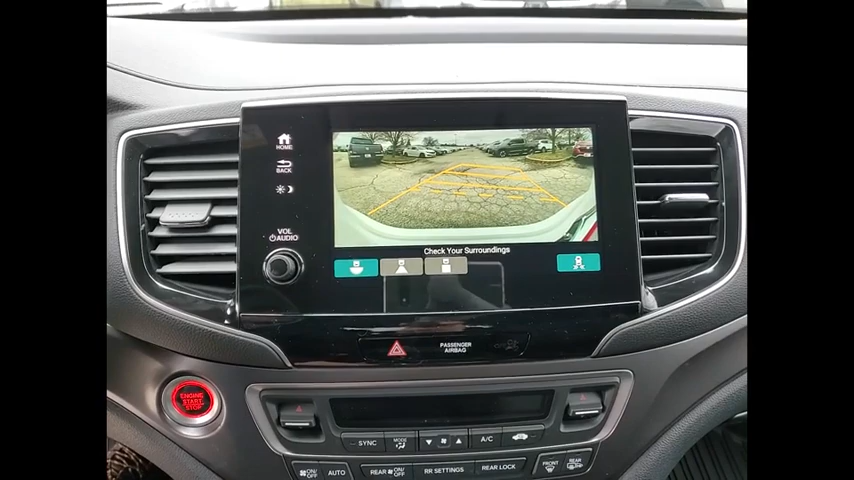 HOME
BACK
VOL
AUDIO
Check Your Surroundings
PASSENGER
AIRBAG
ENGINE
START
STOP
SYNC
MODE
A/C
ON/
OFF
AUTO
REAR
ON/
OFF
RR SETTINGS
REAR LOCK
FRONT
REAR